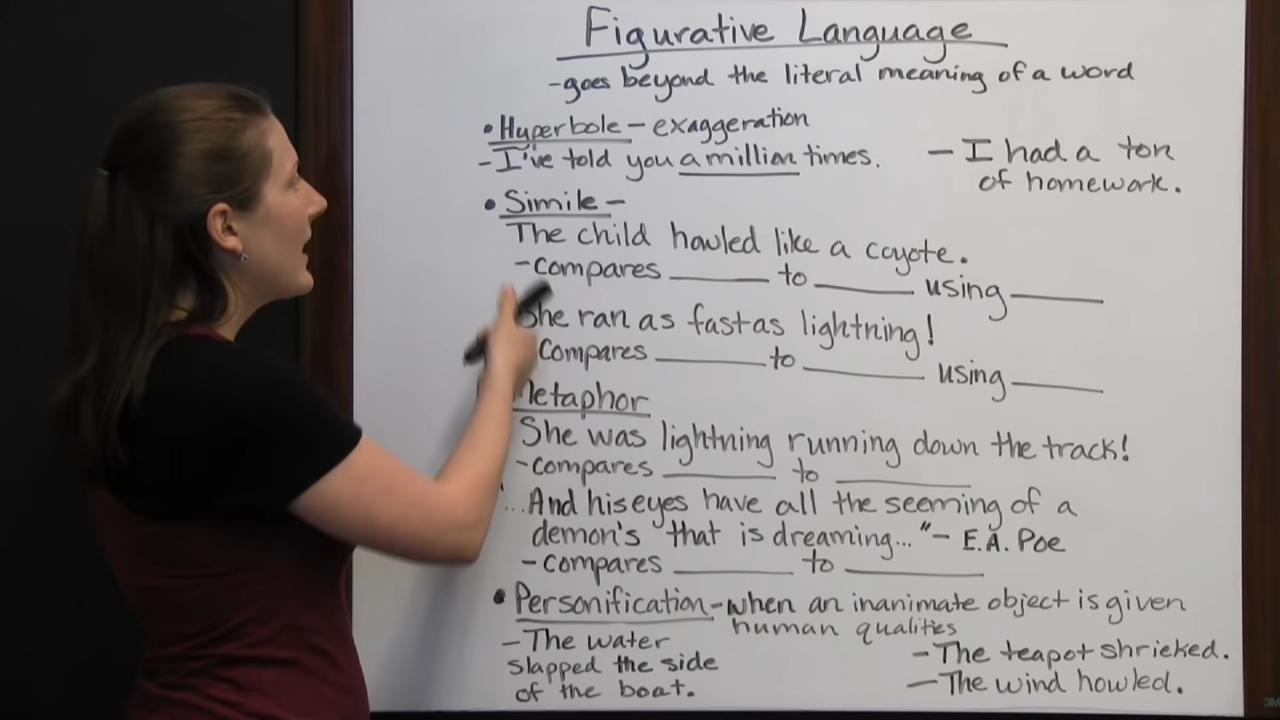 Figurative Language
-goes beyond the literal meaning of a word
• Hyperbole - exaggeration
- I've told you a million times.
- I had a ton
of homework.
• Simile -
The child howled like a coyote.
- compares ______ to ______ using ______
She ran as fast as lightning!
compares ______ to ______ using ______
Metaphor
She was lightning running down the track!
- compares ______ to ______
"...And his eyes have all the seeming of a
demon's that is dreaming..." - E.A. Poe
- compares ______ to ______
• Personification - when an inanimate object is given
human qualities
- The water
slapped the side
of the boat.
- The teapot shrieked.
- The wind howled.